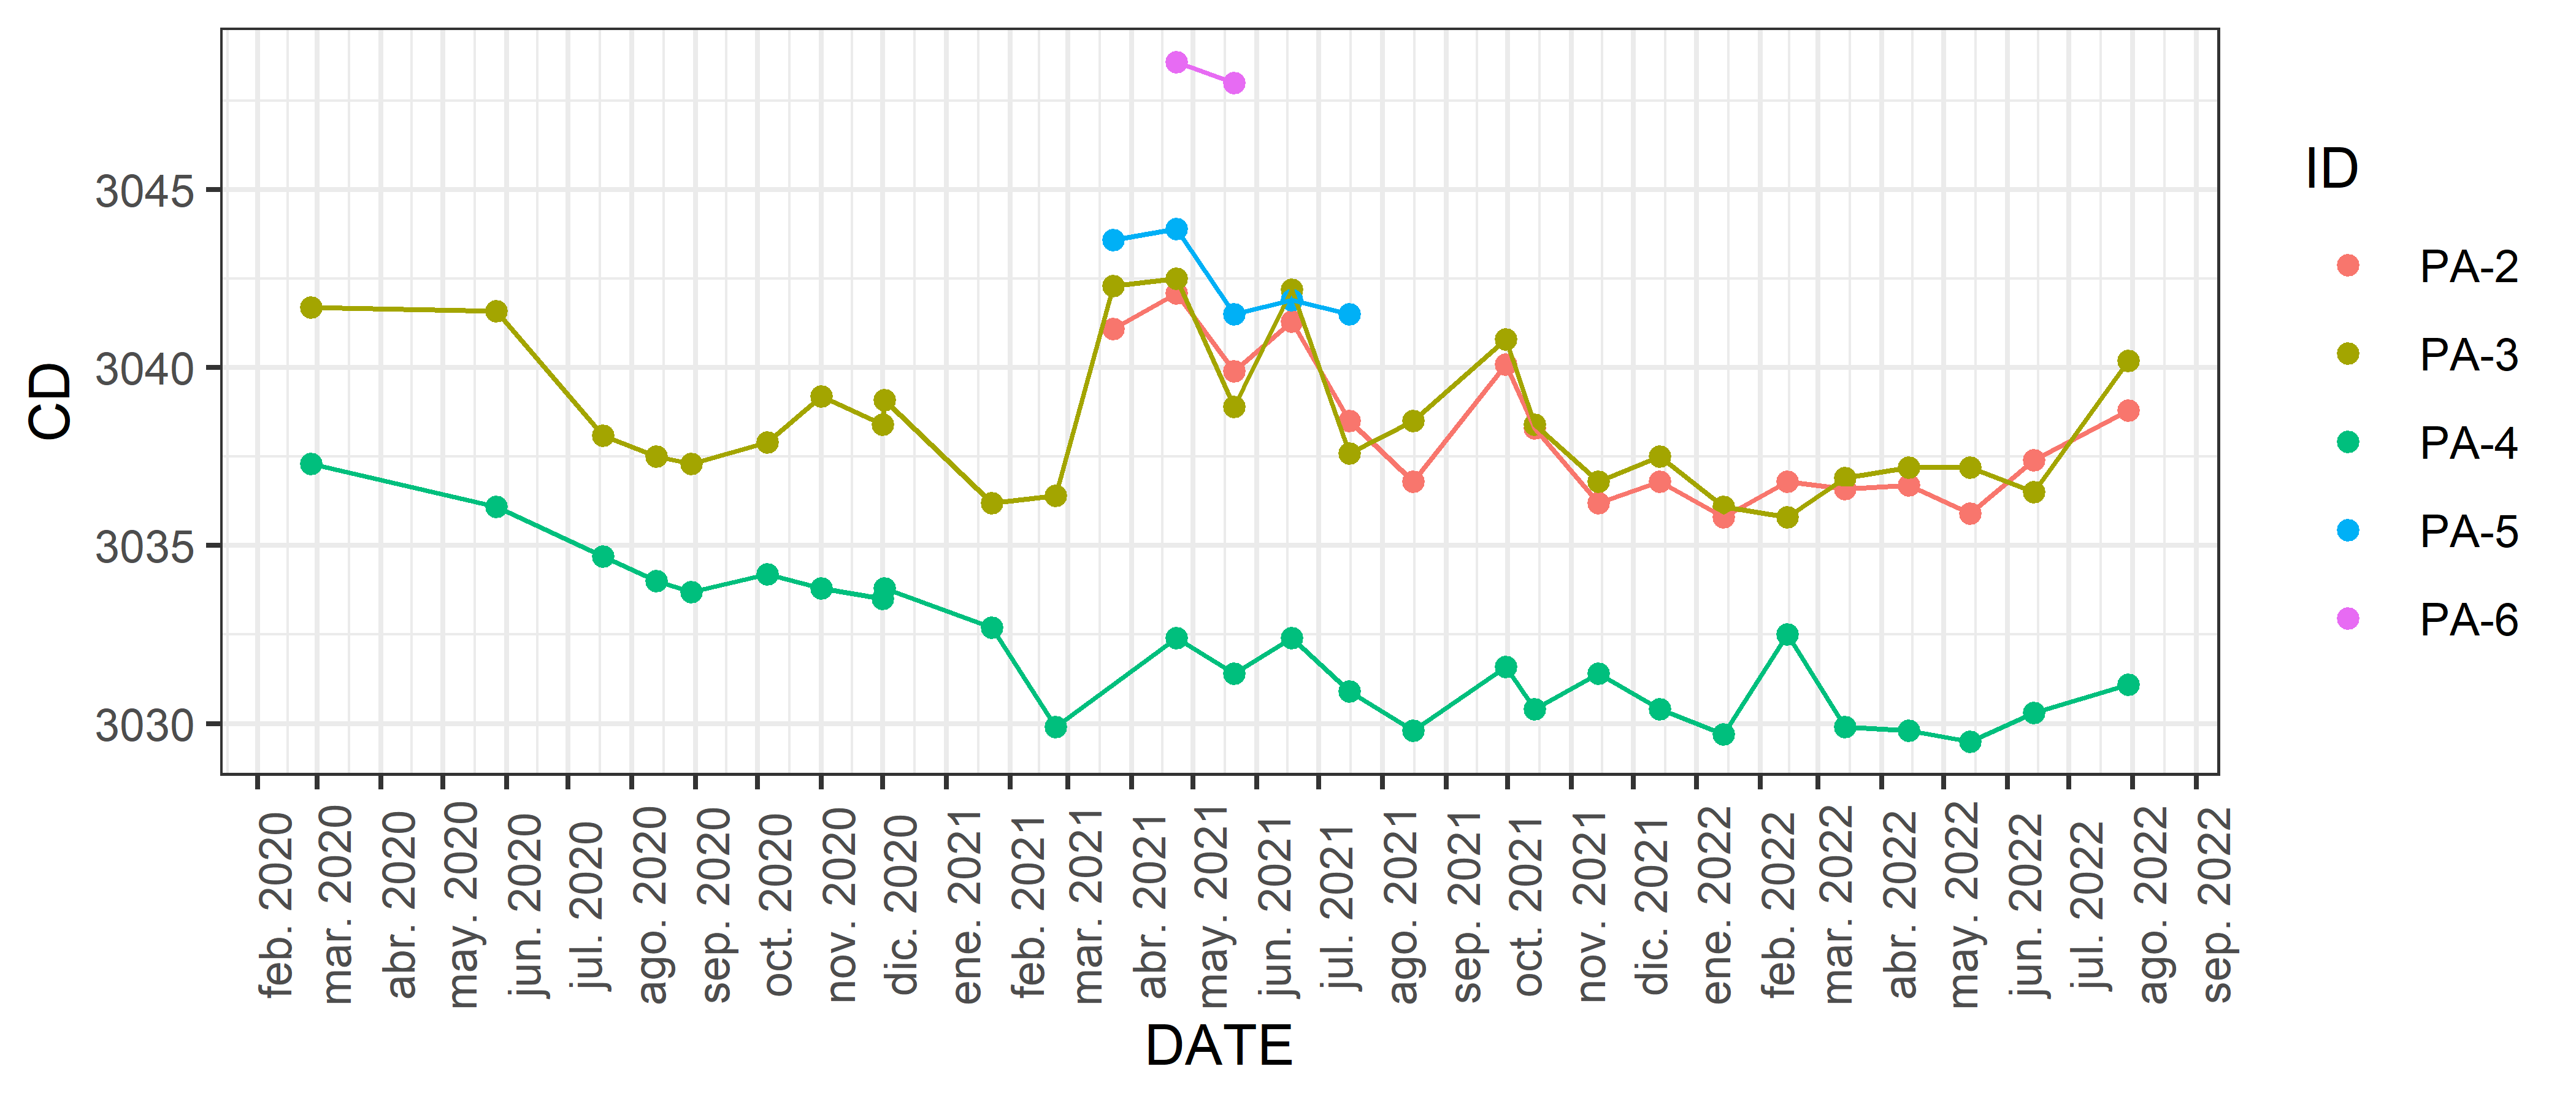 CD
3045
3040
3035
3030
feb. 2020
mar. 2020
abr. 2020
may. 2020
jun. 2020
jul. 2020
ago. 2020
sep. 2020
oct. 2020
nov. 2020
dic. 2020
ene. 2021
feb. 2021
mar. 2021
abr. 2021
may. 2021
jun. 2021
jul. 2021
ago. 2021
sep. 2021
oct. 2021
nov. 2021
dic. 2021
ene. 2022
feb. 2022
mar. 2022
abr. 2022
may. 2022
jun. 2022
jul. 2022
ago. 2022
sep. 2022
DATE
ID
PA-2
PA-3
PA-4
PA-5
PA-6